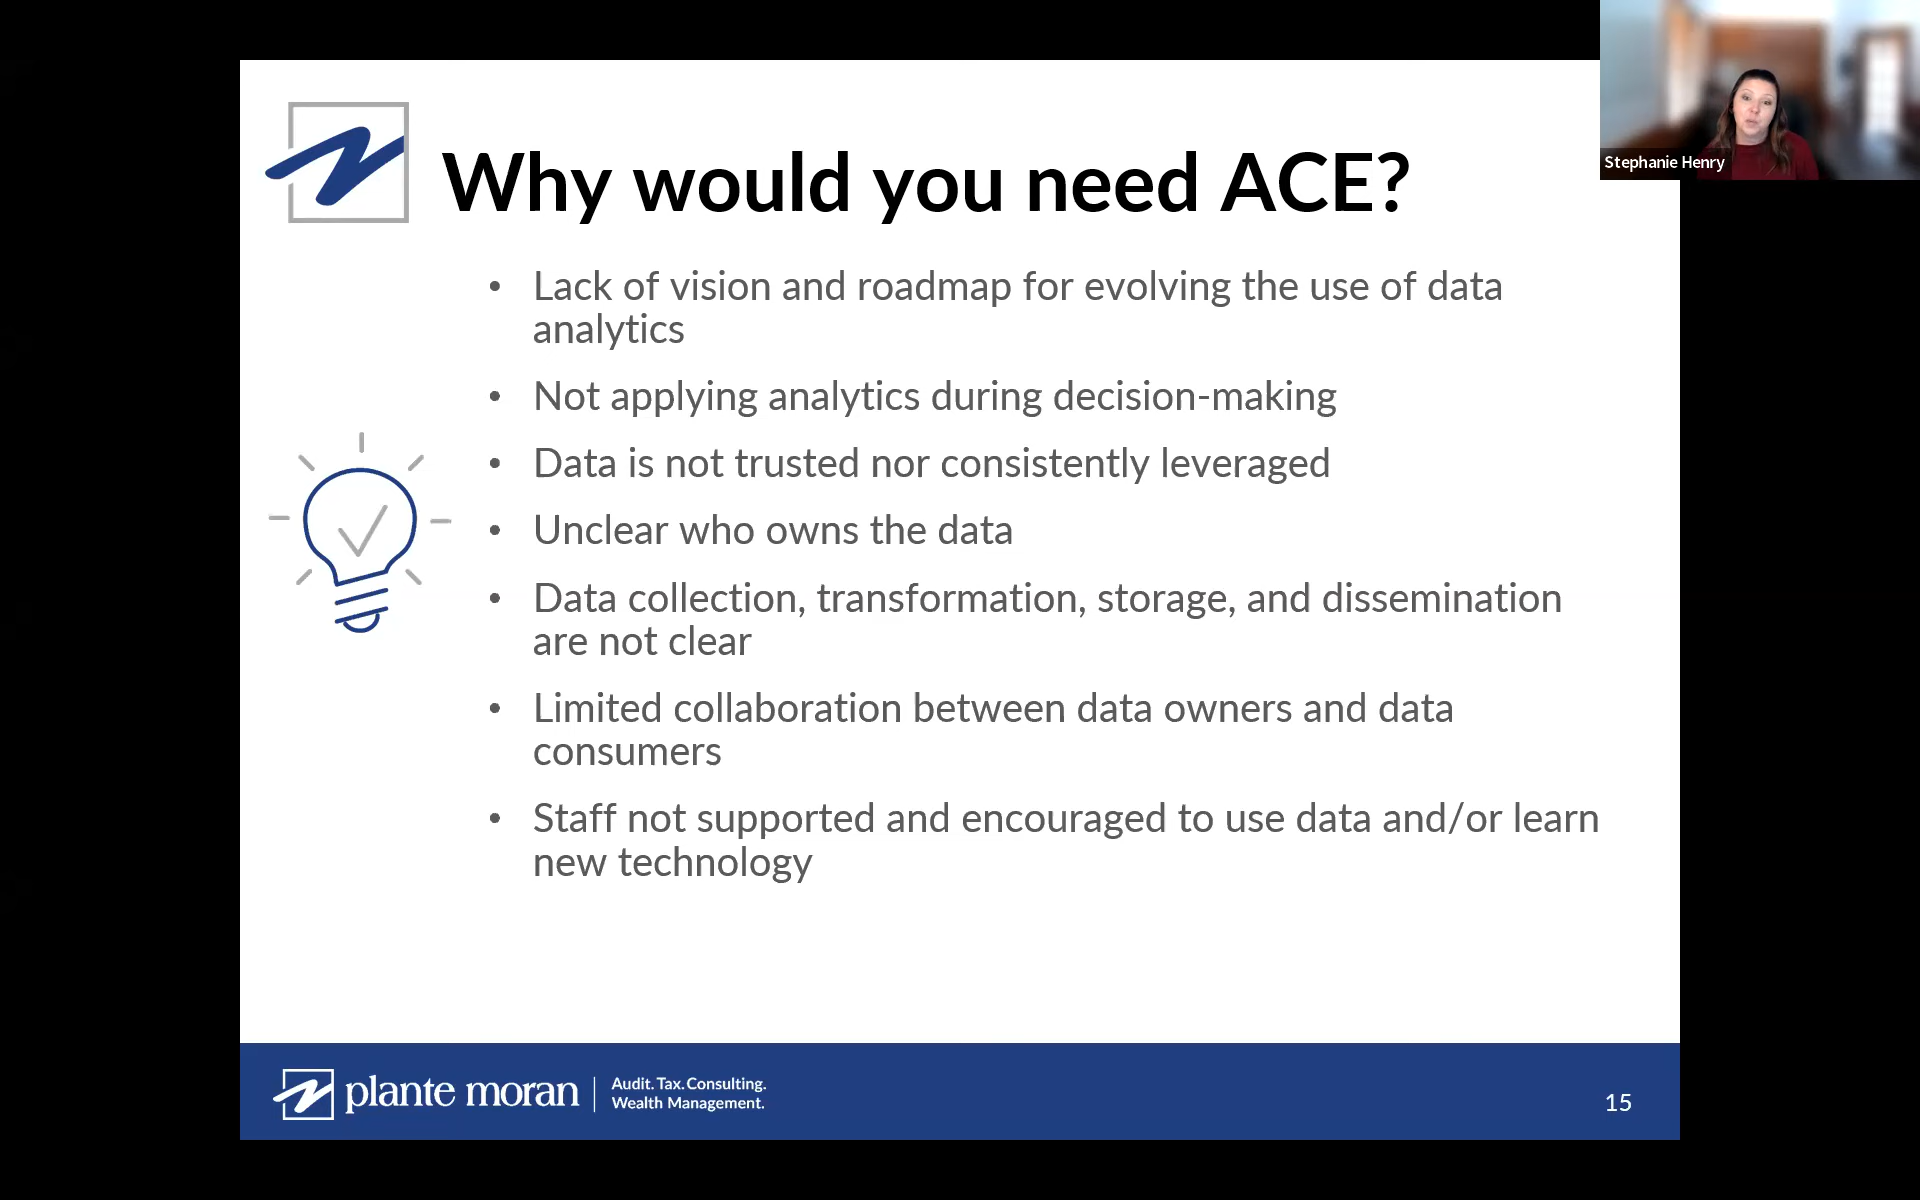 Stephanie Henry
Why would you need ACE?
• Lack of vision and roadmap for evolving the use of data
analytics
• Not applying analytics during decision-making
• Data is not trusted nor consistently leveraged
• Unclear who owns the data
• Data collection, transformation, storage, and dissemination
are not clear
• Limited collaboration between data owners and data
consumers
• Staff not supported and encouraged to use data and/or learn
new technology
plante moran
Audit. Tax. Consulting.
Wealth Management.
15